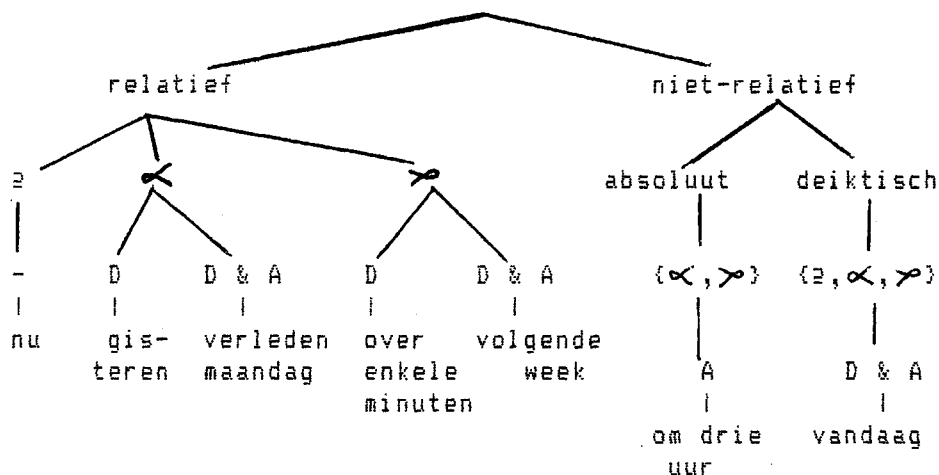 relatief niet-relatief
≥ ∝ ≻ absoluut deiktisch
- D D & A D D & A {∝,≻} {≥,∝,≻}
nu gis- verleden over volgende
teren maandag enkele week A D & A
minuten
om drie vandaag
uur